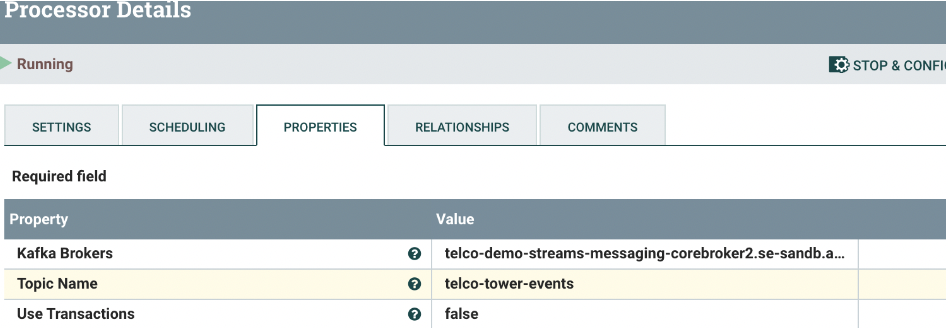 Processor Details
Running
STOP & CONFI
SETTINGS SCHEDULING PROPERTIES RELATIONSHIPS COMMENTS
Required field
Property Value
Kafka Brokers telco-demo-streams-messaging-corebroker2.se-sandb.a...
Topic Name telco-tower-events
Use Transactions false